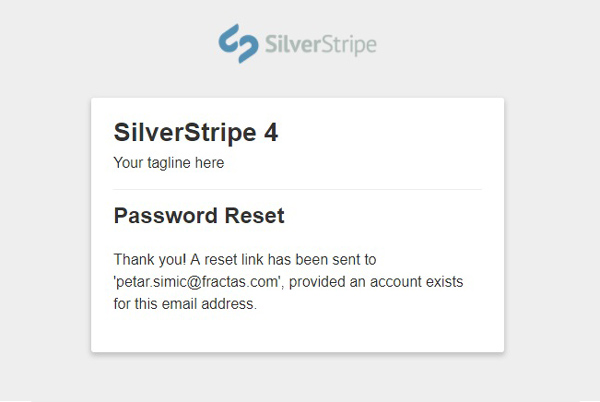 SilverStripe
SilverStripe 4
Your tagline here
Password Reset
Thank you! A reset link has been sent to
'petar.simic@fractas.com', provided an account exists
for this email address.